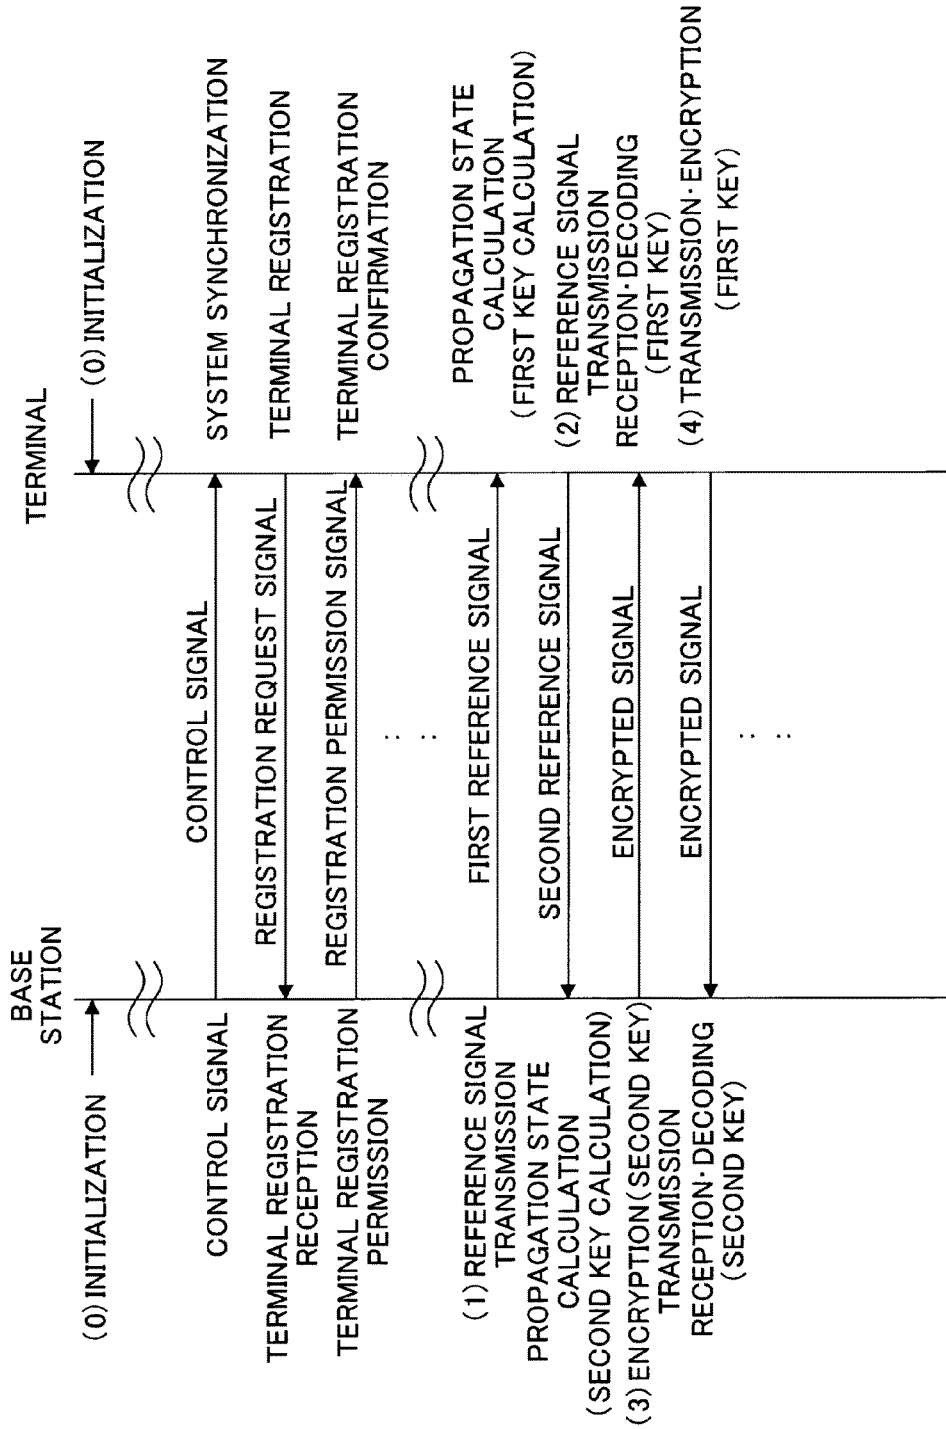 BASE
STATION
TERMINAL
(0) INITIALIZATION
(0) INITIALIZATION
CONTROL SIGNAL
CONTROL SIGNAL
SYSTEM SYNCHRONIZATION
TERMINAL REGISTRATION
RECEPTION
REGISTRATION REQUEST SIGNAL
TERMINAL REGISTRATION
TERMINAL REGISTRATION
PERMISSION
REGISTRATION PERMISSION SIGNAL
TERMINAL REGISTRATION
CONFIRMATION
(1) REFERENCE SIGNAL
TRANSMISSION
FIRST REFERENCE SIGNAL
PROPAGATION STATE
CALCULATION
(FIRST KEY CALCULATION)
PROPAGATION STATE
CALCULATION
(SECOND KEY CALCULATION)
SECOND REFERENCE SIGNAL
(2) REFERENCE SIGNAL
TRANSMISSION
(3) ENCRYPTION(SECOND KEY)
TRANSMISSION
ENCRYPTED SIGNAL
RECEPTION·DECODING
(FIRST KEY)
RECEPTION·DECODING
(SECOND KEY)
ENCRYPTED SIGNAL
(4) TRANSMISSION·ENCRYPTION
(FIRST KEY)